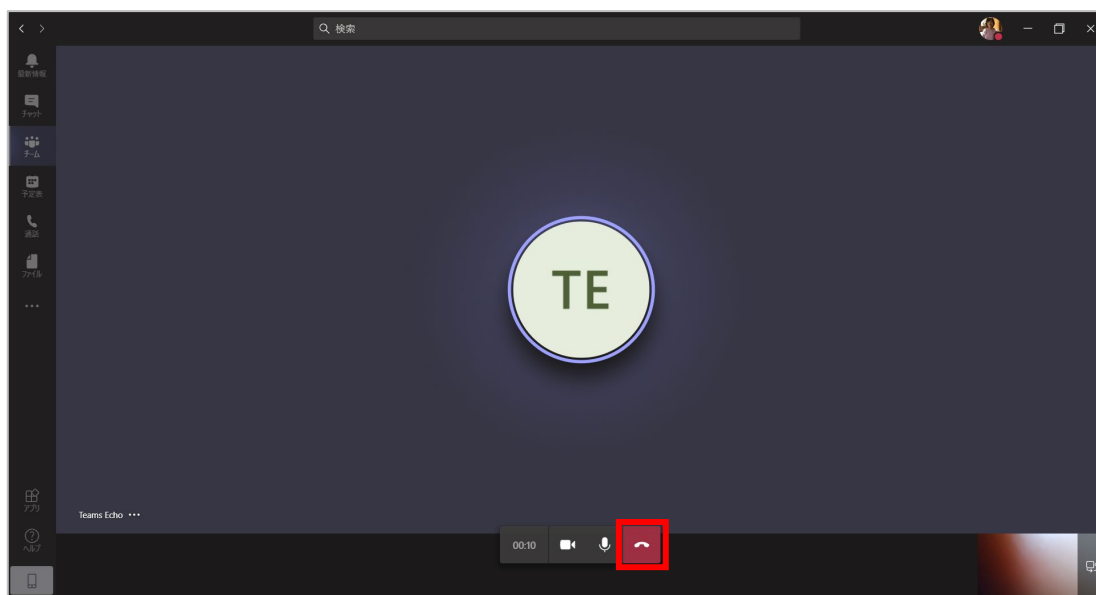 検索
最新情報
チャット
チーム
予定表
通話
ファイル
TE
アプリ
ヘルプ
Teams Echo
00:10